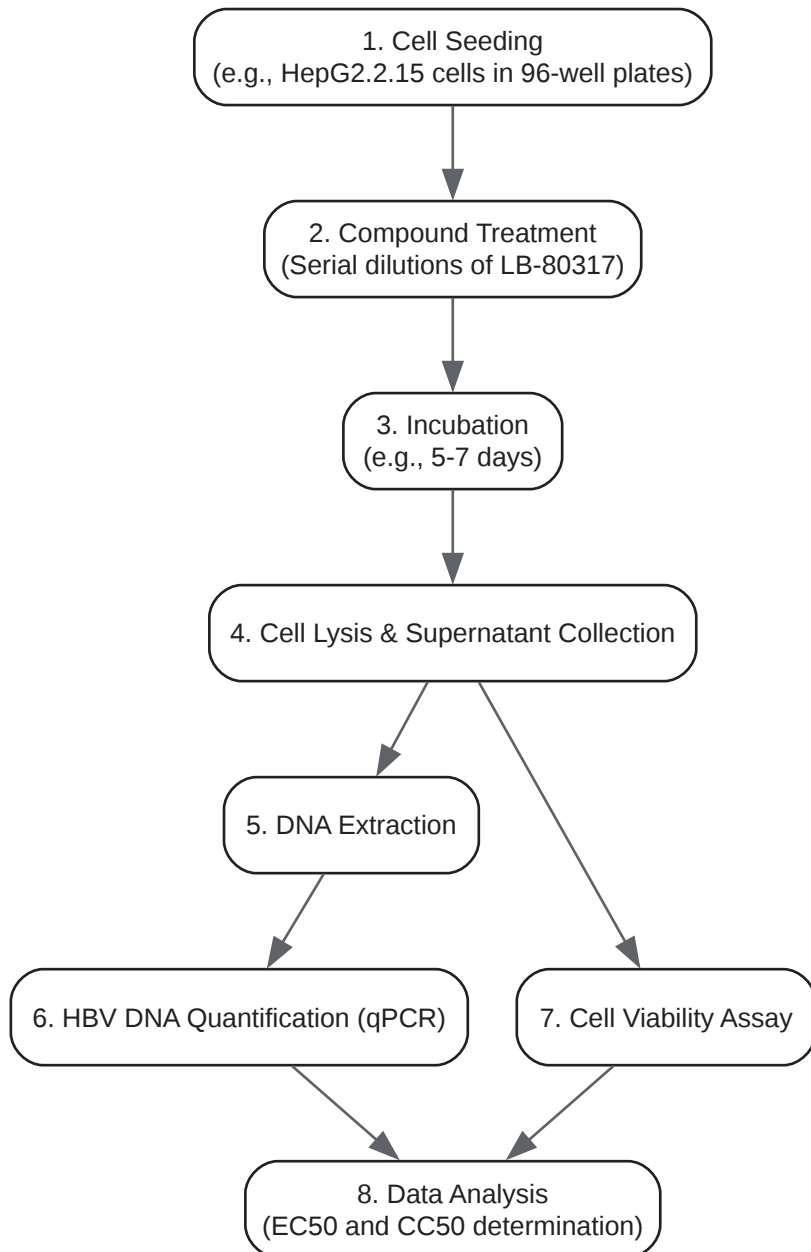 1. Cell Seeding
(e.g., HepG2.2.15 cells in 96-well plates)
2. Compound Treatment
(Serial dilutions of LB-80317)
3. Incubation
(e.g., 5-7 days)
4. Cell Lysis & Supernatant Collection
5. DNA Extraction
6. HBV DNA Quantification (qPCR)
7. Cell Viability Assay
8. Data Analysis
(EC50 and CC50 determination)